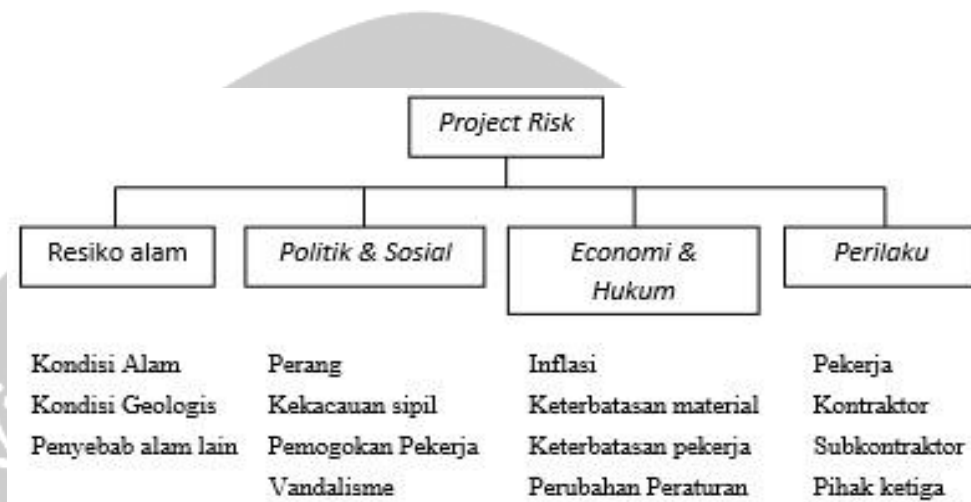 Project Risk
Resiko alam
Politik & Sosial
Economi &
Hukum
Perilaku
Kondisi Alam
Kondisi Geologis
Penyebab alam lain
Perang
Kekacauan sipil
Pemogokan Pekerja
Vandalisme
Inflasi
Keterbatasan material
Keterbatasan pekerja
Perubahan Peraturan
Pekerja
Kontraktor
Subkontraktor
Pihak ketiga